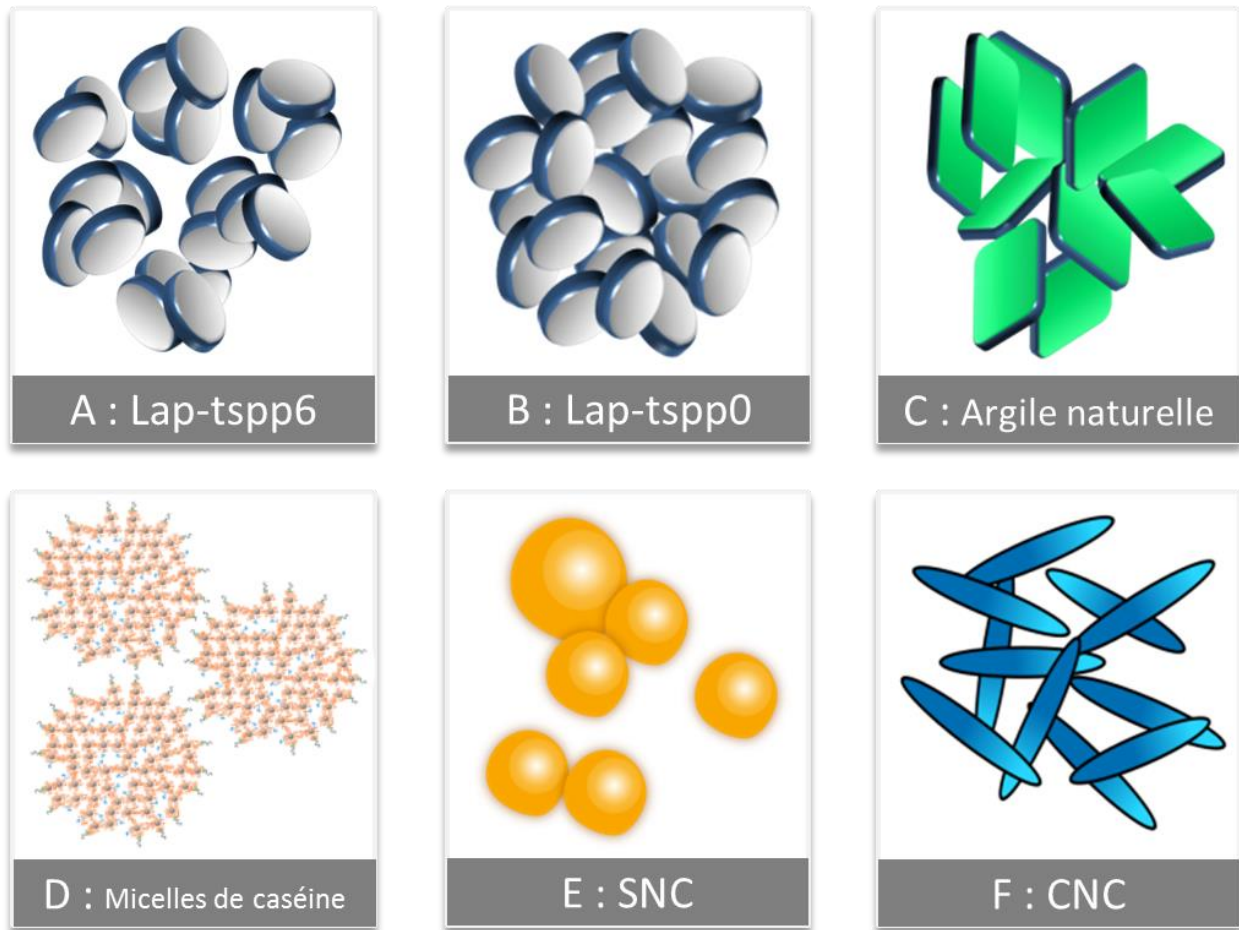 A : Lap-tspp6
B : Lap-tspp0
C : Argile naturelle
D : Micelles de caséine
E : SNC
F : CNC